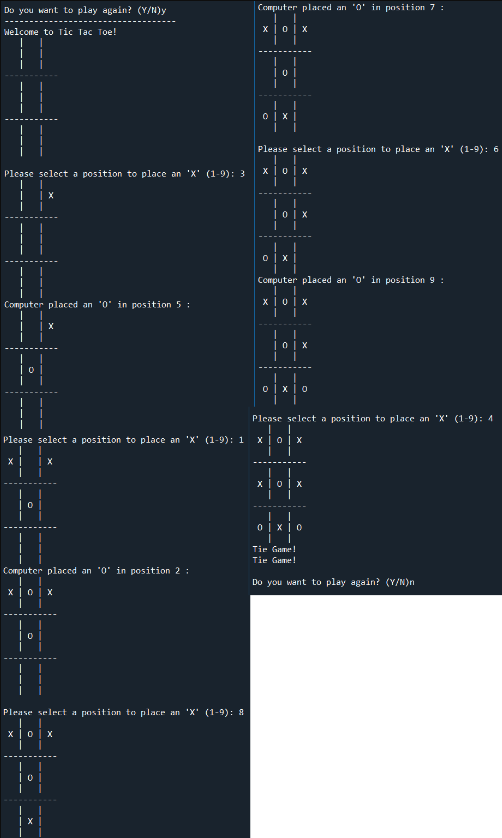 Do you want to play again? (Y/N)y
---------------------------------
Welcome to Tic Tac Toe!
   |   |
   |   |
   |   |
-----------
   |   |
   |   |
   |   |
-----------
   |   |
   |   |
   |   |
Please select a position to place an 'X' (1-9): 3
   |   |
   |   | X
   |   |
-----------
   |   |
   |   |
   |   |
-----------
   |   |
   |   |
   |   |
Computer placed an 'O' in position 5 :
   |   |
   |   | X
   |   |
-----------
   |   |
   | O |
   |   |
-----------
   |   |
   |   |
   |   |
Please select a position to place an 'X' (1-9): 1
   |   |
 X |   | X
   |   |
-----------
   |   |
   | O |
   |   |
-----------
   |   |
   |   |
   |   |
Computer placed an 'O' in position 2 :
   |   |
 X | O | X
   |   |
-----------
   |   |
   | O |
   |   |
-----------
   |   |
   |   |
   |   |
Please select a position to place an 'X' (1-9): 8
   |   |
 X | O | X
   |   |
-----------
   |   |
   | O |
   |   |
-----------
   |   |
   | X |
   |   |
Computer placed an 'O' in position 7 :
   |   |
 X | O | X
   |   |
-----------
   |   |
   | O |
   |   |
-----------
   |   |
 O | X |
   |   |
Please select a position to place an 'X' (1-9): 6
   |   |
 X | O | X
   |   |
-----------
   |   |
   | O | X
   |   |
-----------
   |   |
 O | X |
   |   |
Computer placed an 'O' in position 9 :
   |   |
 X | O | X
   |   |
-----------
   |   |
   | O | X
   |   |
-----------
   |   |
 O | X | O
   |   |
Please select a position to place an 'X' (1-9): 4
   |   |
 X | O | X
   |   |
-----------
   |   |
 X | O | X
   |   |
-----------
   |   |
 O | X | O
   |   |
Tie Game!
Tie Game!
Do you want to play again? (Y/N)n